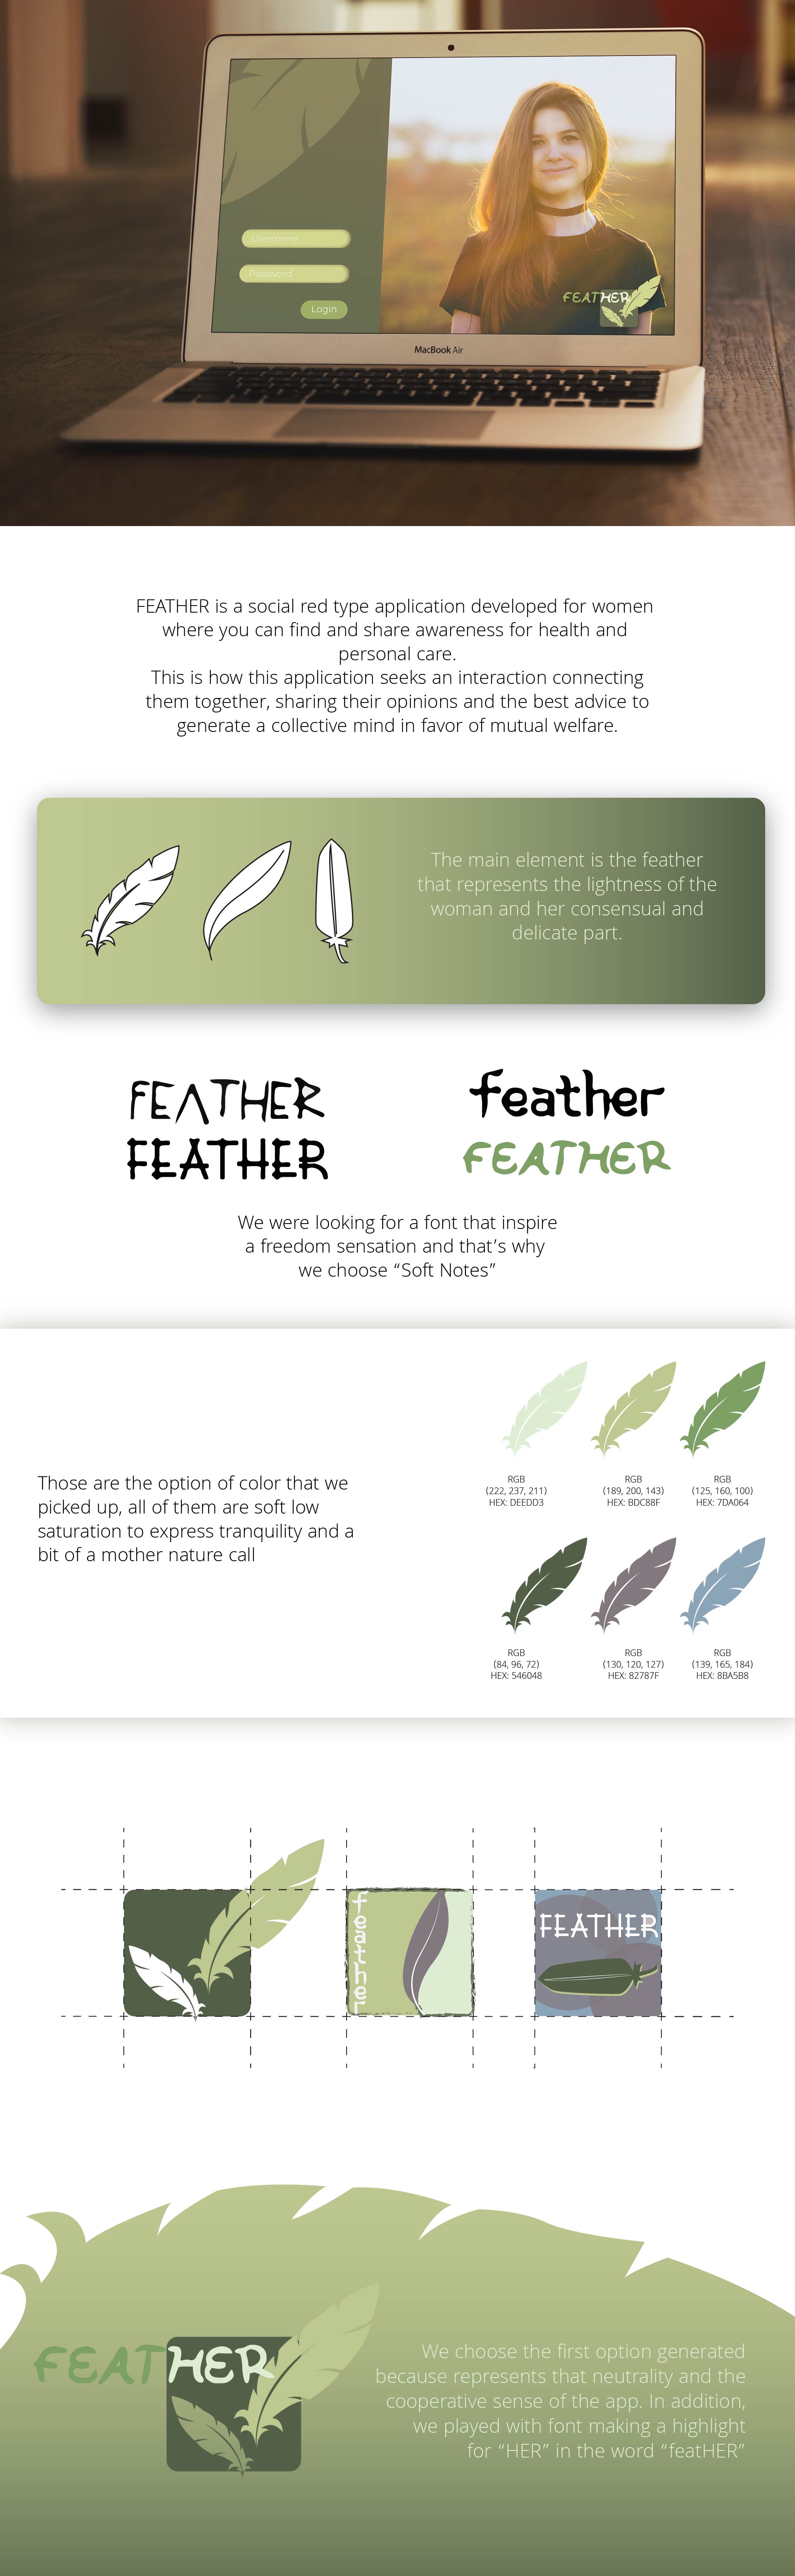 Username
Password
Login
FEATHER
MacBook Air
FEATHER is a social red type application developed for women
where you can find and share awareness for health and
personal care.
This is how this application seeks an interaction connecting
them together, sharing their opinions and the best advice to
generate a collective mind in favor of mutual welfare.
The main element is the feather
that represents the lightness of the
woman and her consensual and
delicate part.
FEATHER
feather
FEATHER
FEATHER
We were looking for a font that inspire
a freedom sensation and that’s why
we choose “Soft Notes”
Those are the option of color that we
picked up, all of them are soft low
saturation to express tranquility and a
bit of a mother nature call
RGB
(222, 237, 211)
HEX: DEEDD3
RGB
(189, 200, 143)
HEX: BDC88F
RGB
(125, 160, 100)
HEX: 7DA064
RGB
(84, 96, 72)
HEX: 546048
RGB
(130, 120, 127)
HEX: 82787F
RGB
(139, 165, 184)
HEX: 8BA5B8
feather
FEATHER
FEATHER
We choose the first option generated
because represents that neutrality and the
cooperative sense of the app. In addition,
we played with font making a highlight
for “HER” in the word “featHER”